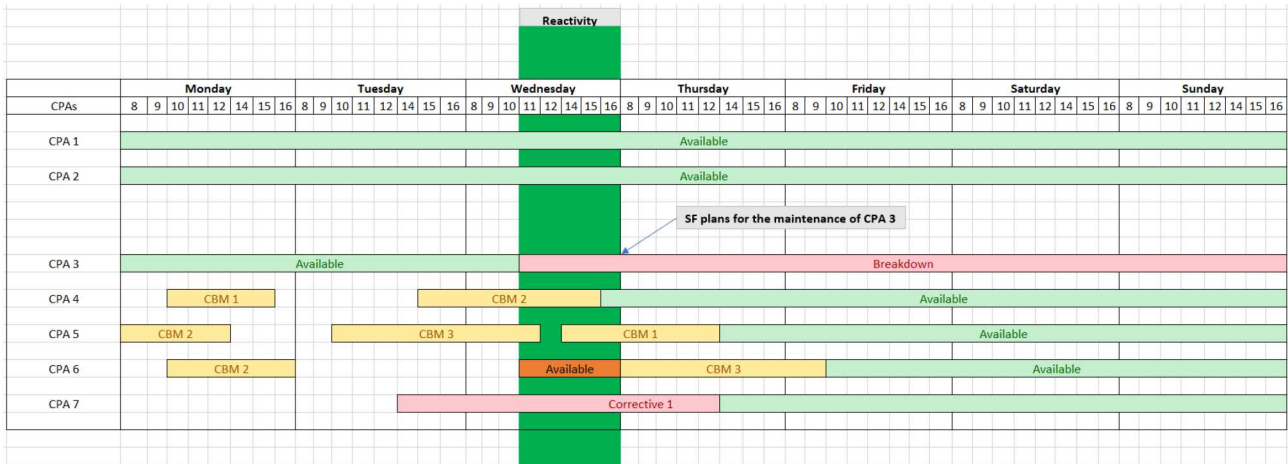 Reactivity
Monday Tuesday Wednesday Thursday Friday Saturday Sunday
CPAs 8 9 10 11 12 14 15 16 8 9 10 11 12 14 15 16 8 9 10 11 12 13 14 15 16 8 9 10 11 12 14 15 16 8 9 10 11 12 14 15 16 8 9 10 11 12 14 15 16 8 9 10 11 12 14 15 16
CPA 1 Available
CPA 2 Available
SF plans for the maintenance of CPA 3
CPA 3 Available Breakdown
CPA 4 CBM 1 CBM 2 Available
CPA 5 CBM 2 CBM 3 CBM 1 Available
CPA 6 CBM 2 Available CBM 3 Available
CPA 7 Corrective 1